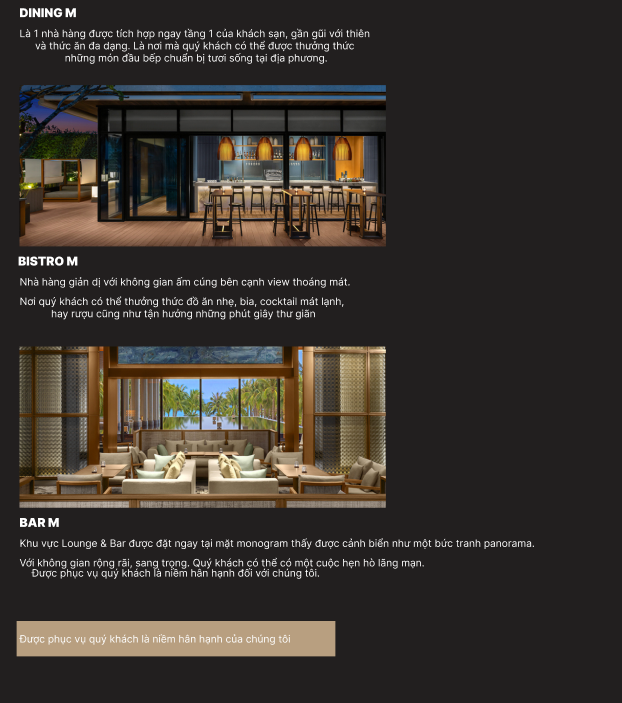 DINING M
Là 1 nhà hàng được tích hợp ngay tầng 1 của khách sạn, gần gũi với thiên
và thức ăn đa dạng. Là nơi mà quý khách có thể được thưởng thức
những món đầu bếp chuẩn bị tươi sống tại địa phương.
BISTRO M
Nhà hàng giản dị với không gian ấm cúng bên cạnh view thoáng mát.
Nơi quý khách có thể thưởng thức đồ ăn nhẹ, bia, cocktail mát lạnh,
hay rượu cũng như tận hưởng những phút giây thư giãn
BAR M
Khu vực Lounge & Bar được đặt ngay tại mặt monogram thấy được cảnh biển như một bức tranh panorama.
Với không gian rộng rãi, sang trọng. Quý khách có thể có một cuộc hẹn hò lãng mạn.
Được phục vụ quý khách là niềm hân hạnh đối với chúng tôi.
Được phục vụ quý khách là niềm hân hạnh của chúng tôi